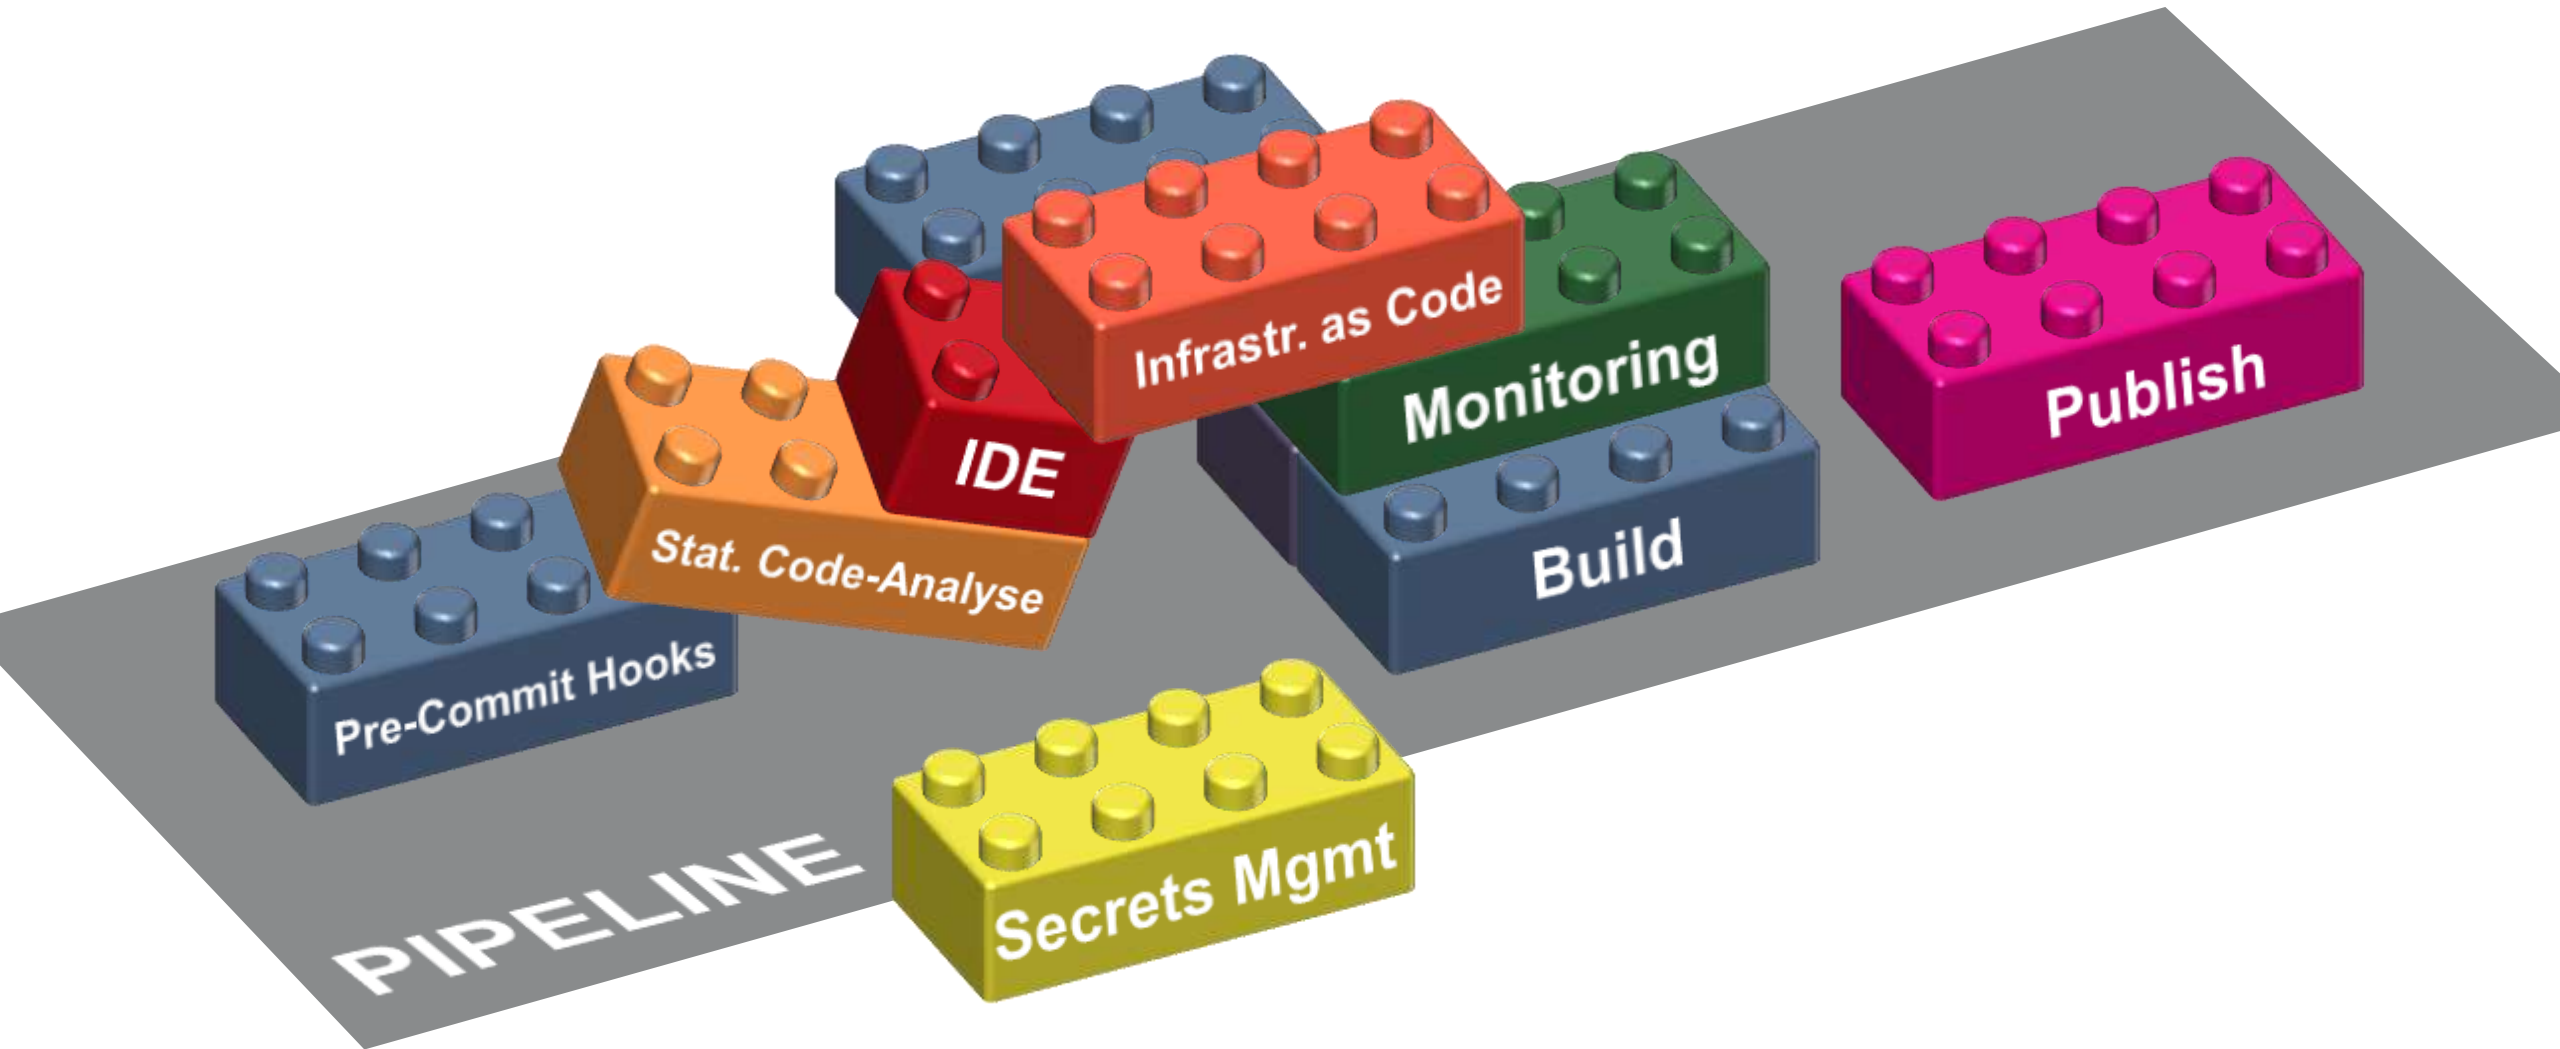 Infrastr. as Code
Monitoring
Publish
IDE
Stat. Code-Analyse
Build
Pre-Commit Hooks
Secrets Mgmt
PIPELINE